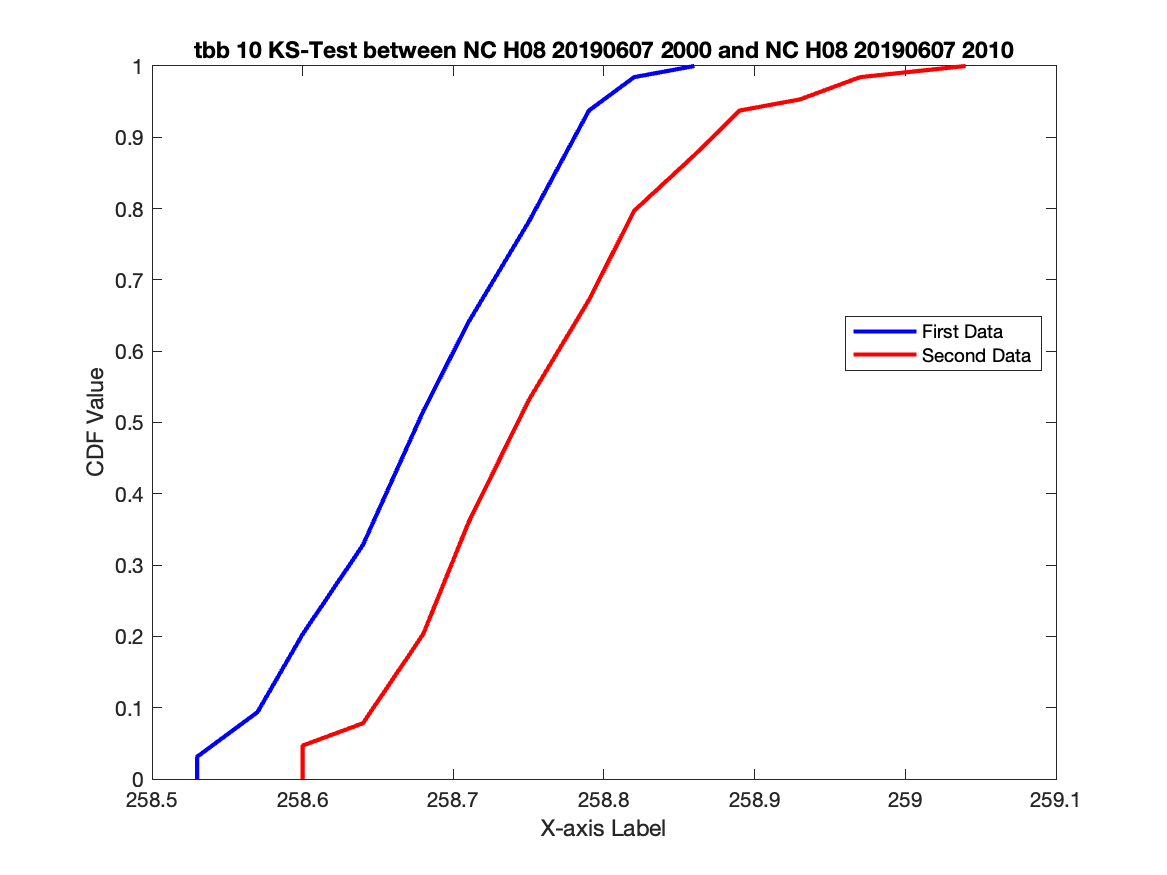 tbb 10 KS-Test between NC H08 20190607 2000 and NC H08 20190607 2010
1
0.9
0.8
0.7
0.6
0.5
0.4
0.3
0.2
0.1
0
CDF Value
First Data
Second Data
258.5 258.6 258.7 258.8 258.9 259 259.1
X-axis Label